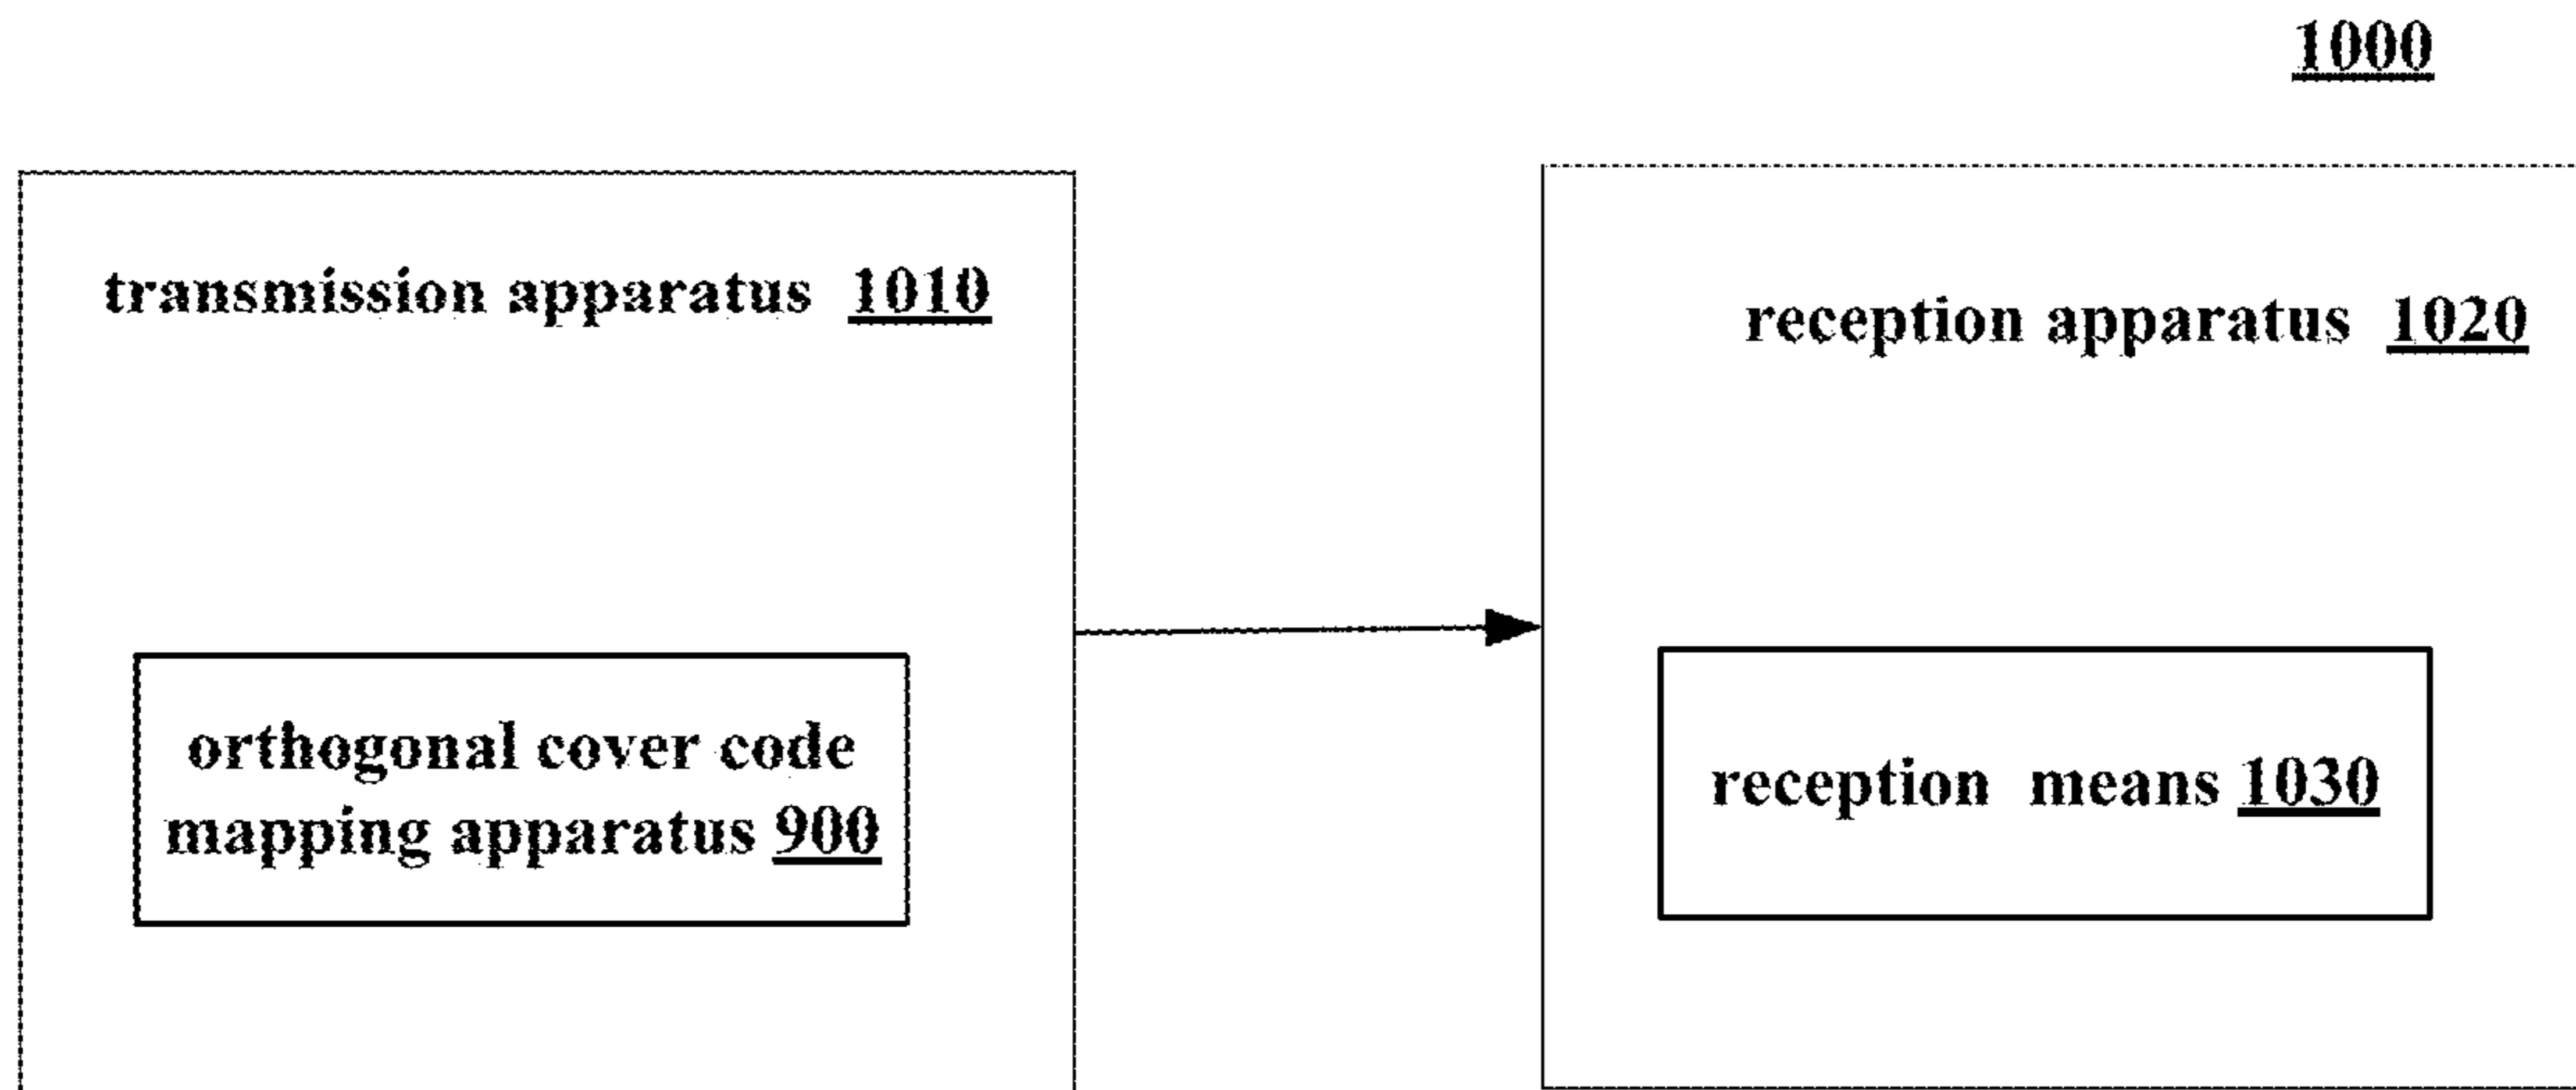 1000
transmission apparatus 1010
reception apparatus 1020
orthogonal cover code
mapping apparatus 900
reception means 1030